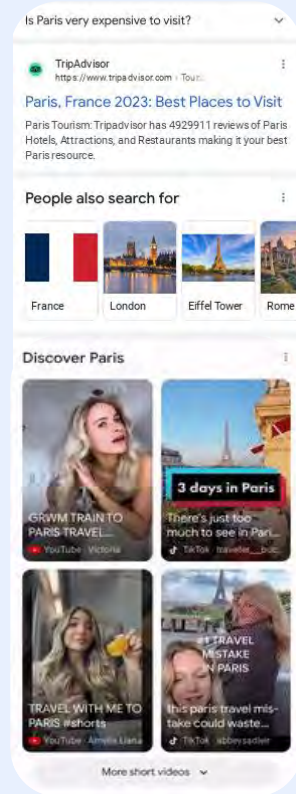 Is Paris very expensive to visit?
TripAdvisor
https://www.tripadvisor.com › Tour..
Paris, France 2023: Best Places to Visit
Paris Tourism: Tripadvisor has 4929911 reviews of Paris
Hotels, Attractions, and Restaurants making it your best
Paris resource.
People also search for
France
London
Eiffel Tower
Rome
Discover Paris
GRWM TRAIN TO
PARIS TRAVEL...
YouTube · Victoria
3 days in Paris
There's just too
much to see in Pari...
TikTok · traveller__
TRAVEL WITH ME TO
PARIS #shorts
YouTube · Amelia Liana
#1 TRAVEL
MISTAKE
IN PARIS
this paris travel mis-
take could waste...
TikTok · abbeysadleir
More short videos